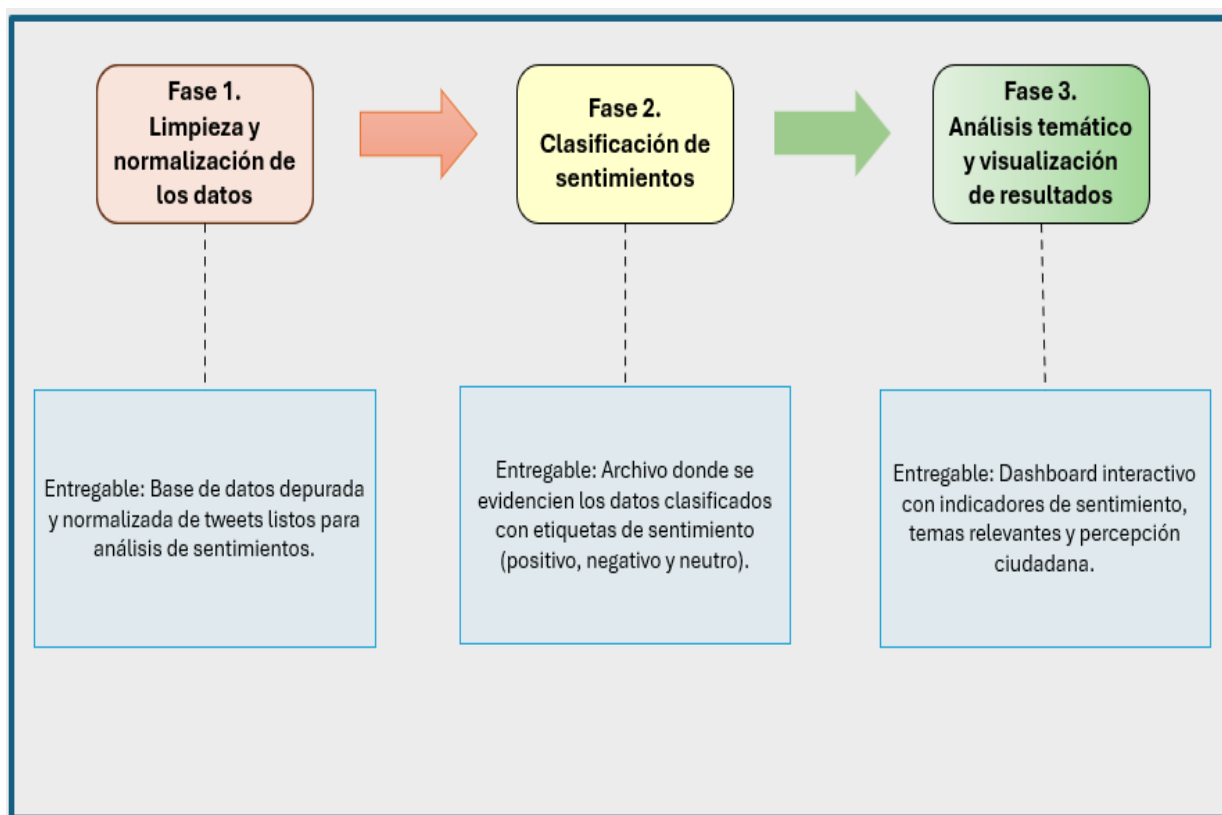 Fase 1.
Limpieza y
normalización de
los datos
Fase 2.
Clasificación de
sentimientos
Fase 3.
Análisis temático
y visualización
de resultados
Entregable: Base de datos depurada
y normalizada de tweets listos para
análisis de sentimientos.
Entregable: Archivo donde se
evidencien los datos clasificados
con etiquetas de sentimiento
(positivo, negativo y neutro).
Entregable: Dashboard interactivo
con indicadores de sentimiento,
temas relevantes y percepción
ciudadana.